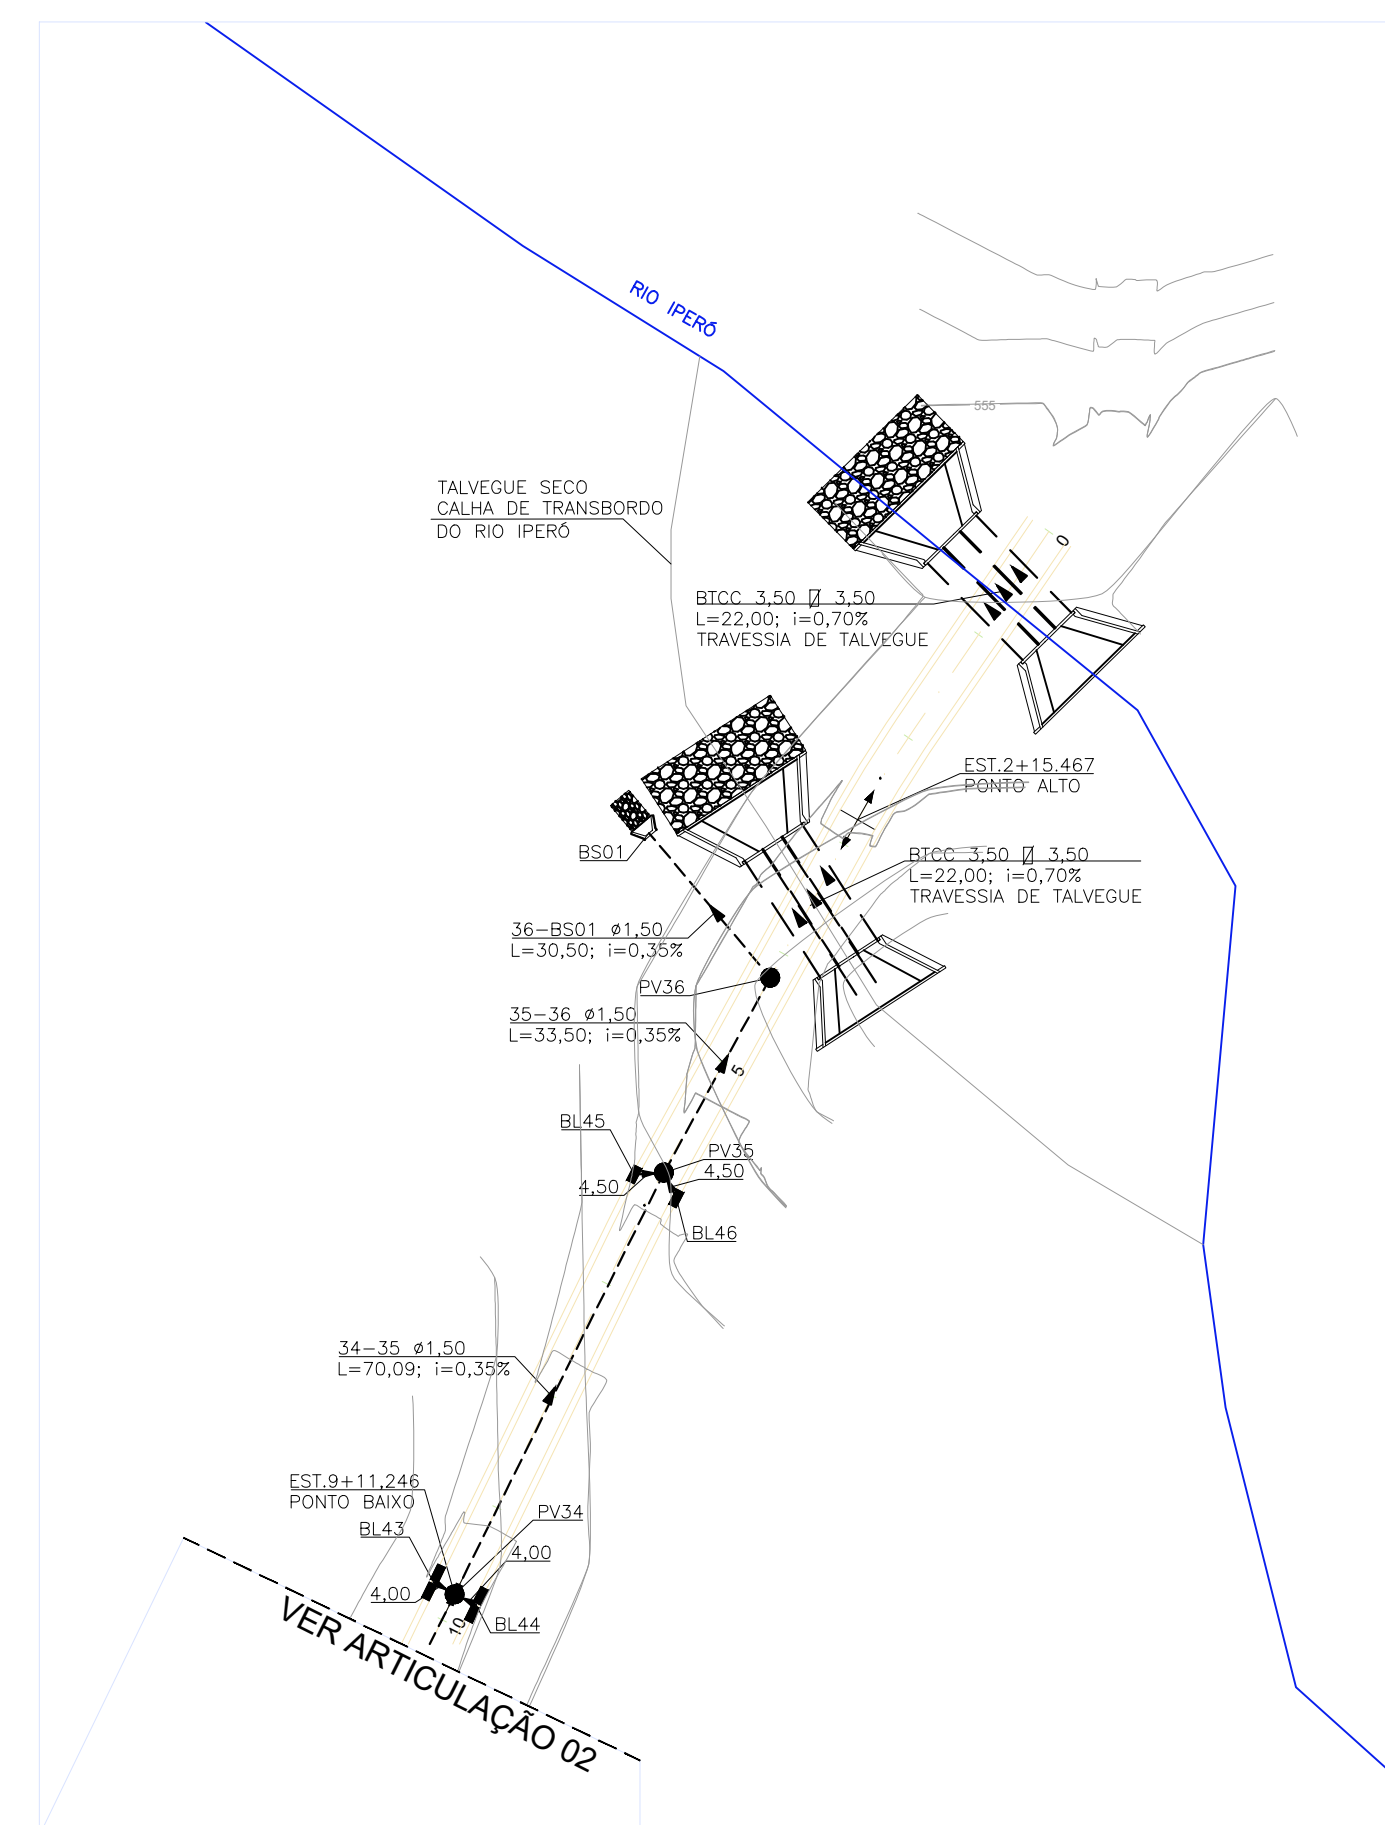 RIO IPERÓ
555
TALVEGUE SECO
CALHA DE TRANSBORDO
DO RIO IPERÓ
0
BTCC 3,50 3,50
L=22,00; i=0,70%
TRAVESSIA DE TALVEGUE
EST.2+15.467
PONTO ALTO
BS01
BTCC 3,50 3,50
L=22,00; i=0,70%
TRAVESSIA DE TALVEGUE
36-BS01 ø1,50
L=30,50; i=0,35%
PV36
35-36 ø1,50
L=33,50; i=0,35%
5
BL45
PV35
4,50
4,50
BL46
34-35 ø1,50
L=70,09; i=0,35%
EST.9+11,246
PONTO BAIXO
PV34
BL43
4,00
4,00
BL44
10
VER ARTICULAÇÃO 02